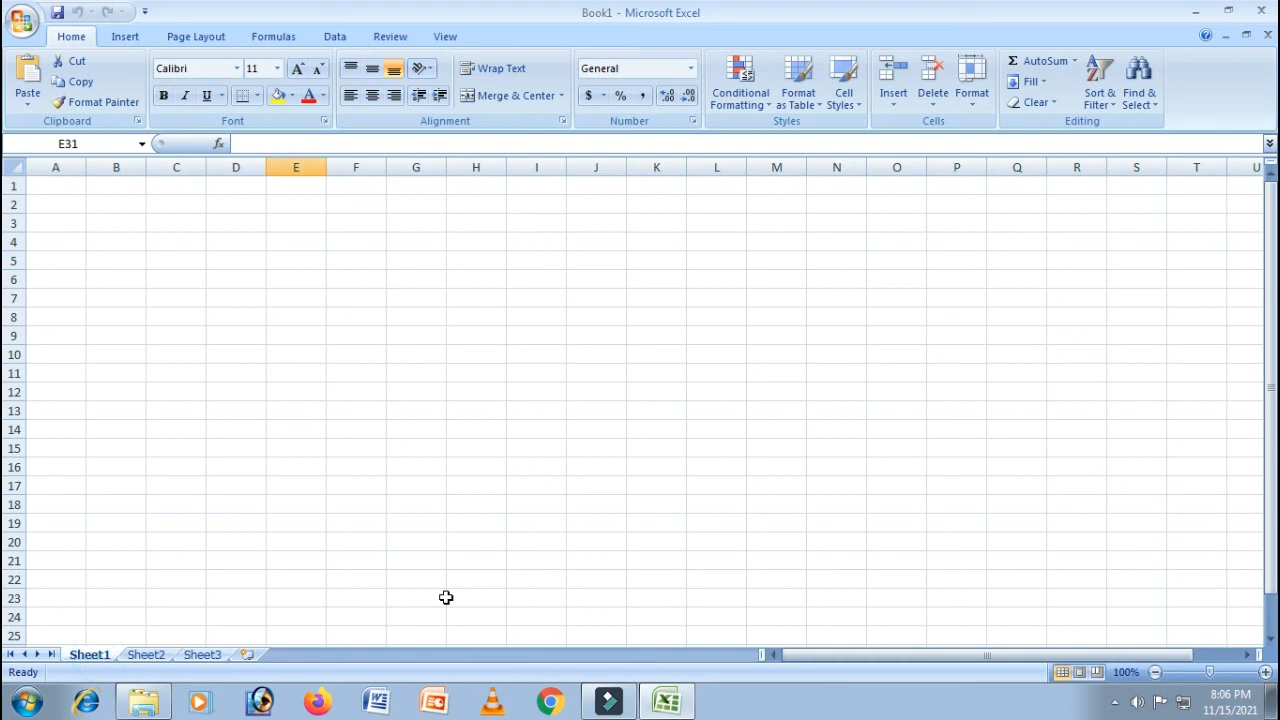 Book1 - Microsoft Excel
Home Insert Page Layout Formulas Data Review View
Paste
Cut
Copy
Format Painter
Clipboard
Calibri 11
B I U
Font
Wrap Text
Merge & Center
Alignment
General
$ % ,
Number
Conditional Formatting
Format as Table
Cell Styles
Styles
Insert Delete Format
Cells
Σ AutoSum
Fill
Clear
Sort & Filter
Find & Select
Editing
E31 fx
A B C D E F G H I J K L M N O P Q R S T U
1
2
3
4
5
6
7
8
9
10
11
12
13
14
15
16
17
18
19
20
21
22
23
24
25
Sheet1 Sheet2 Sheet3
Ready 100%
8:06 PM
11/15/2021